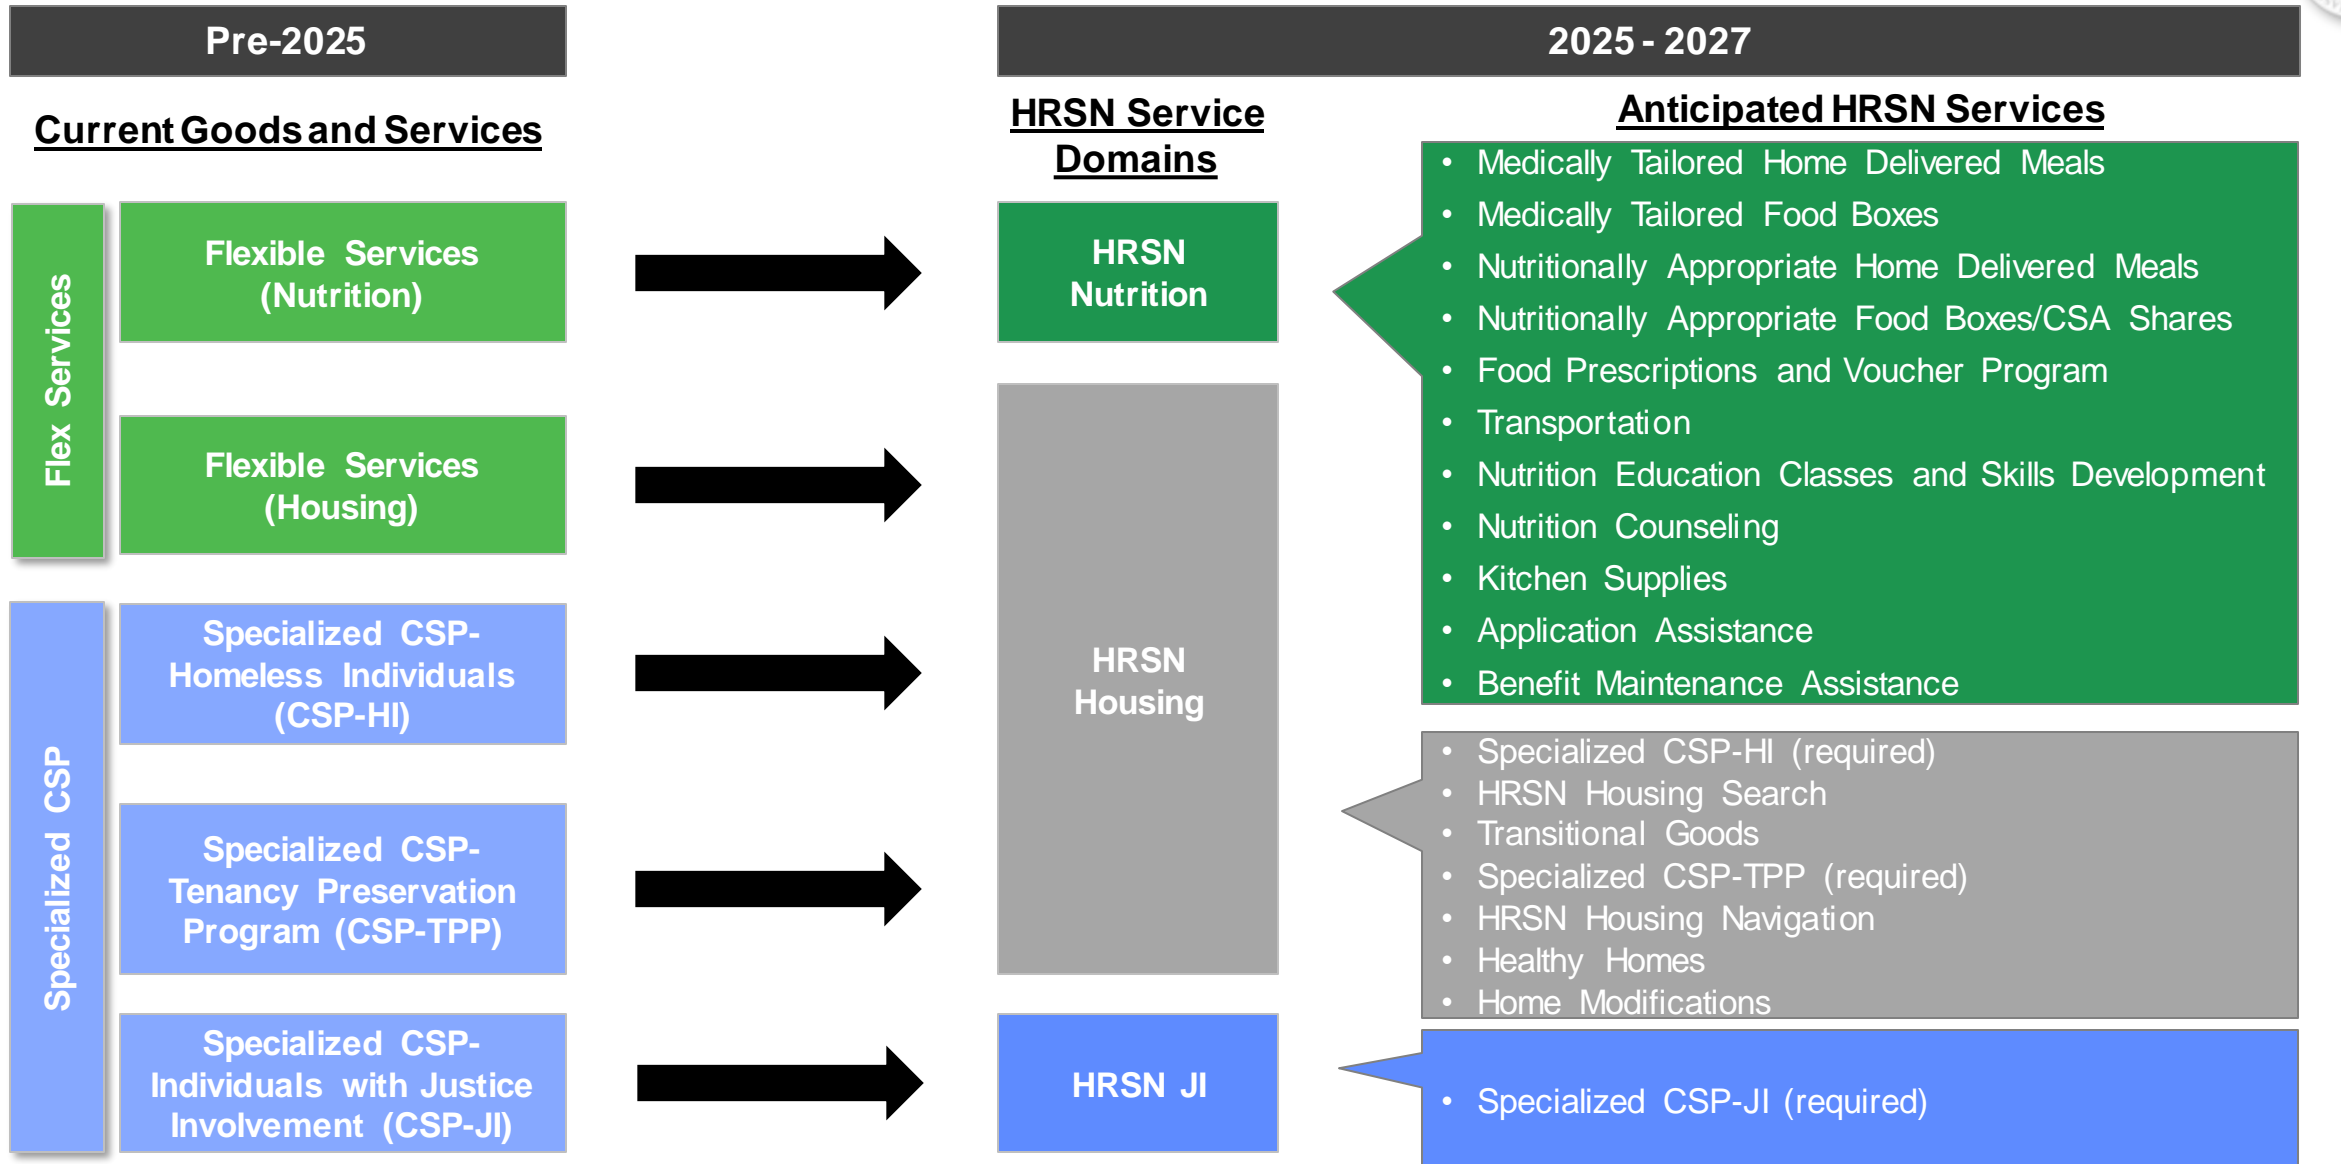 Pre-2025
2025 - 2027
Current Goods and Services
HRSN Service
Domains
Anticipated HRSN Services
Flex Services
Flexible Services
(Nutrition)
HRSN
Nutrition
• Medically Tailored Home Delivered Meals
• Medically Tailored Food Boxes
• Nutritionally Appropriate Home Delivered Meals
• Nutritionally Appropriate Food Boxes/CSA Shares
• Food Prescriptions and Voucher Program
• Transportation
• Nutrition Education Classes and Skills Development
• Nutrition Counseling
• Kitchen Supplies
• Application Assistance
• Benefit Maintenance Assistance
Flexible Services
(Housing)
Specialized CSP
Specialized CSP-
Homeless Individuals
(CSP-HI)
HRSN
Housing
• Specialized CSP-HI (required)
• HRSN Housing Search
• Transitional Goods
• Specialized CSP-TPP (required)
• HRSN Housing Navigation
• Healthy Homes
• Home Modifications
Specialized CSP-
Tenancy Preservation
Program (CSP-TPP)
Specialized CSP-
Individuals with Justice
Involvement (CSP-JI)
HRSN JI
• Specialized CSP-JI (required)